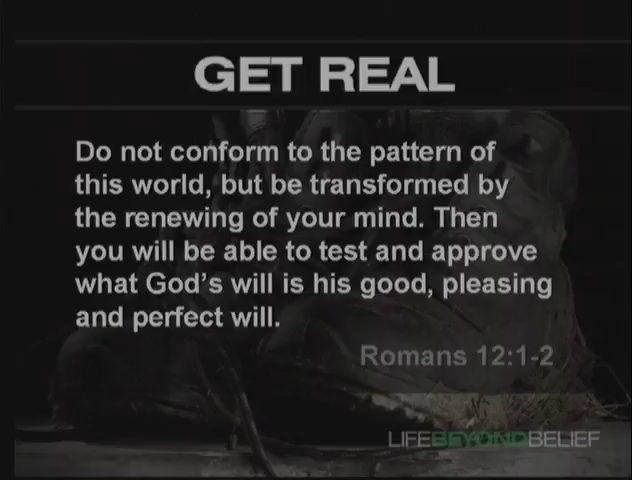 GET REAL
Do not conform to the pattern of
this world, but be transformed by
the renewing of your mind. Then
you will be able to test and approve
what God's will is his good, pleasing
and perfect will.
Romans 12:1-2
LIFEBEYONDBELIEF